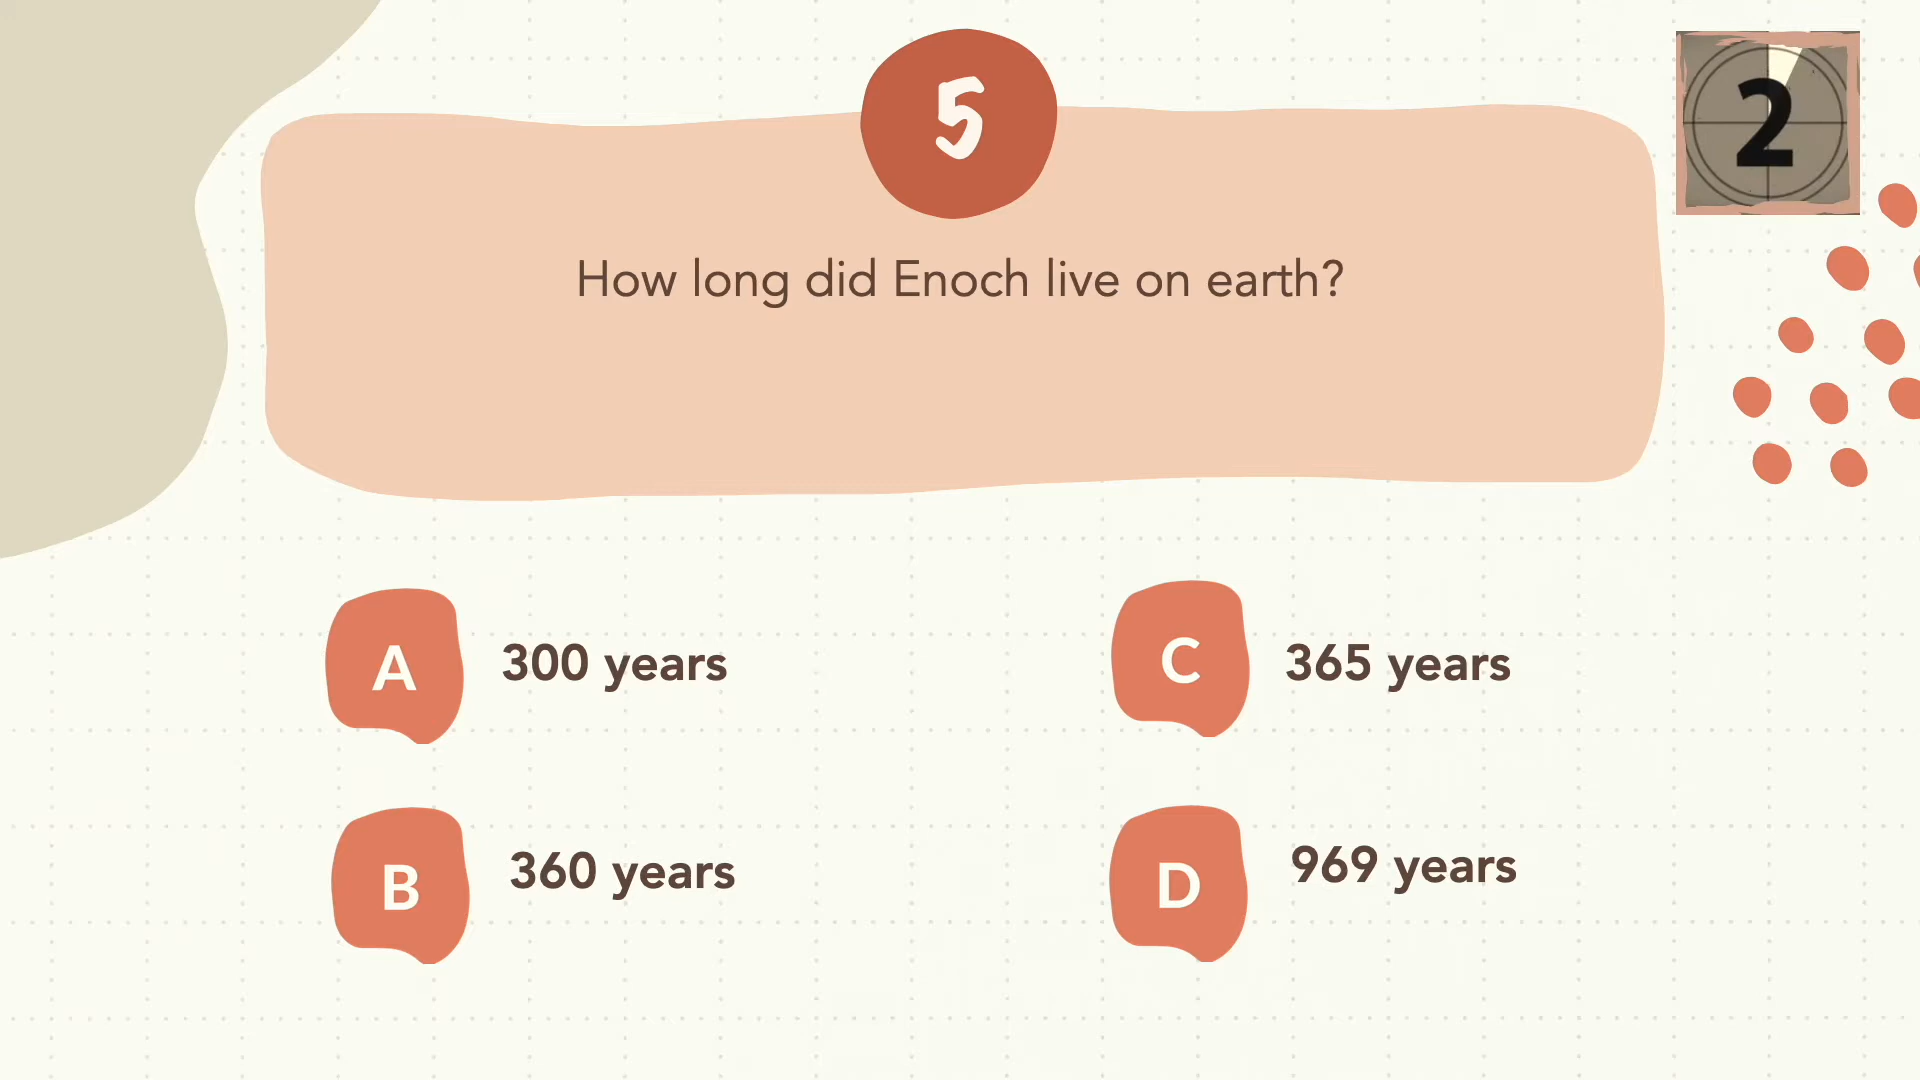 5
2
How long did Enoch live on earth?
A
300 years
C
365 years
B
360 years
D
969 years